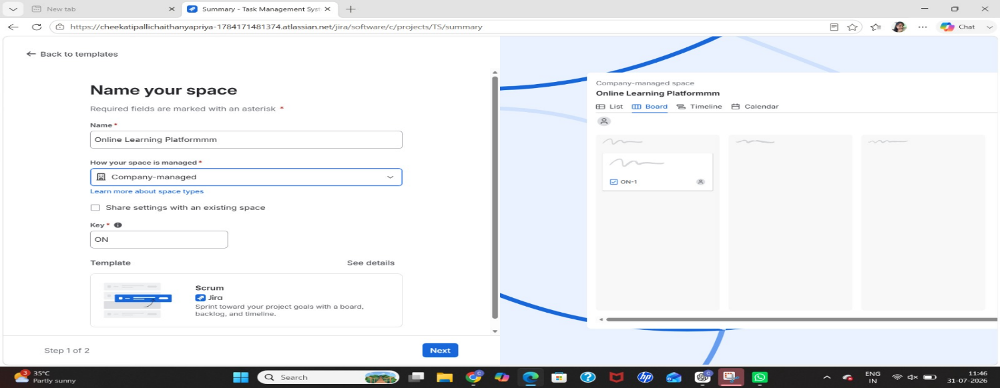 New tab
Summary - Task Management Syst
https://cheekatipallichaithanyapriya-1784171481374.atlassian.net/jira/software/c/projects/TS/summary
Chat
Back to templates
Name your space
Required fields are marked with an asterisk *
Name *
Online Learning Platformmm
How your space is managed *
Company-managed
Learn more about space types
Share settings with an existing space
Key *
ON
Template
See details
Scrum
Jira
Sprint toward your project goals with a board,
backlog, and timeline.
Step 1 of 2
Next
Company-managed space
Online Learning Platformmm
List Board Timeline Calendar
ON-1
3
35°C
Partly sunny
Search
hp
ENG
IN
11:46
31-07-2026